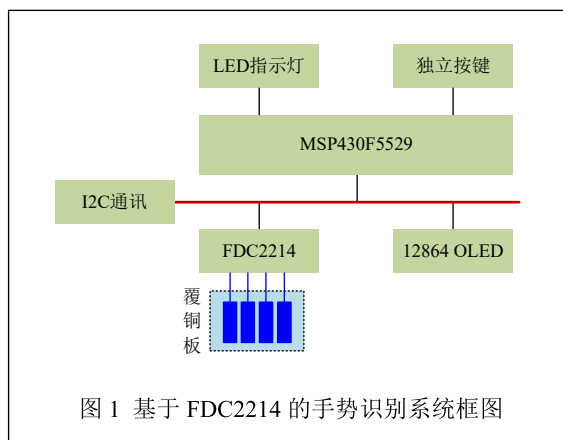 LED指示灯
独立按键
MSP430F5529
I2C通讯
FDC2214
12864 OLED
覆
铜
板
图 1 基于 FDC2214 的手势识别系统框图